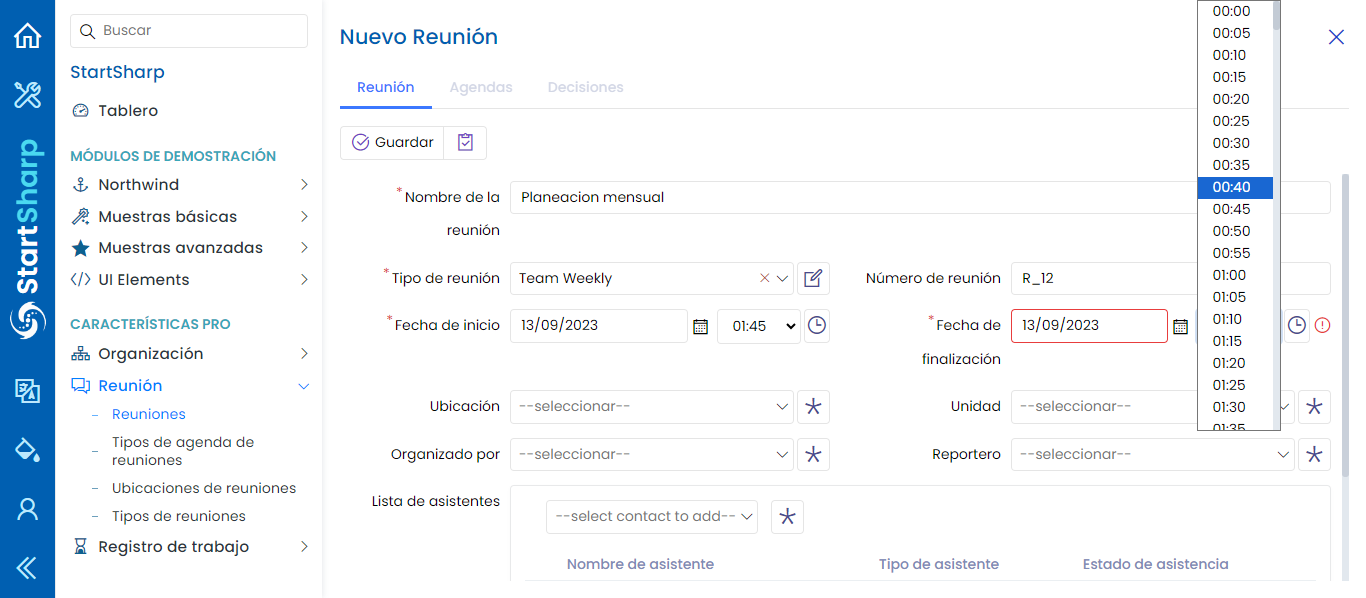 StartSharp
Buscar
StartSharp
Tablero
MÓDULOS DE DEMOSTRACIÓN
Northwind
Muestras básicas
Muestras avanzadas
UI Elements
CARACTERÍSTICAS PRO
Organización
Reunión
Reuniones
Tipos de agenda de
reuniones
Ubicaciones de reuniones
Tipos de reuniones
Registro de trabajo
Nuevo Reunión
Reunión Agendas Decisiones
Guardar
*Nombre de la
reunión
Planeacion mensual
*Tipo de reunión Team Weekly
Número de reunión R_12
*Fecha de inicio 13/09/2023 01:45
*Fecha de
finalización
13/09/2023
Ubicación --seleccionar--
Unidad --seleccionar--
Organizado por --seleccionar--
Reportero --seleccionar--
Lista de asistentes
--select contact to add--
Nombre de asistente Tipo de asistente Estado de asistencia
00:00
00:05
00:10
00:15
00:20
00:25
00:30
00:35
00:40
00:45
00:50
00:55
01:00
01:05
01:10
01:15
01:20
01:25
01:30
01:35